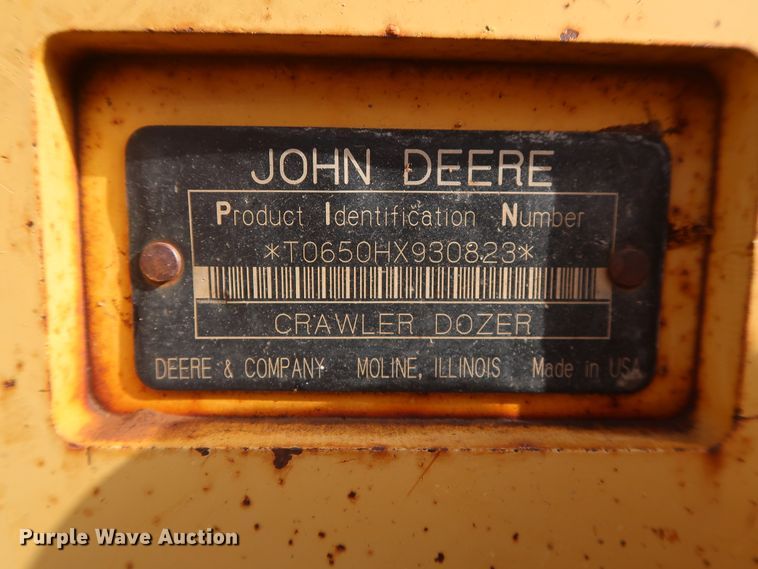 JOHN DEERE
Product Identification Number
*T0650HX930823*
CRAWLER DOZER
DEERE & COMPANY MOLINE, ILLINOIS Made in USA
Purple Wave Auction